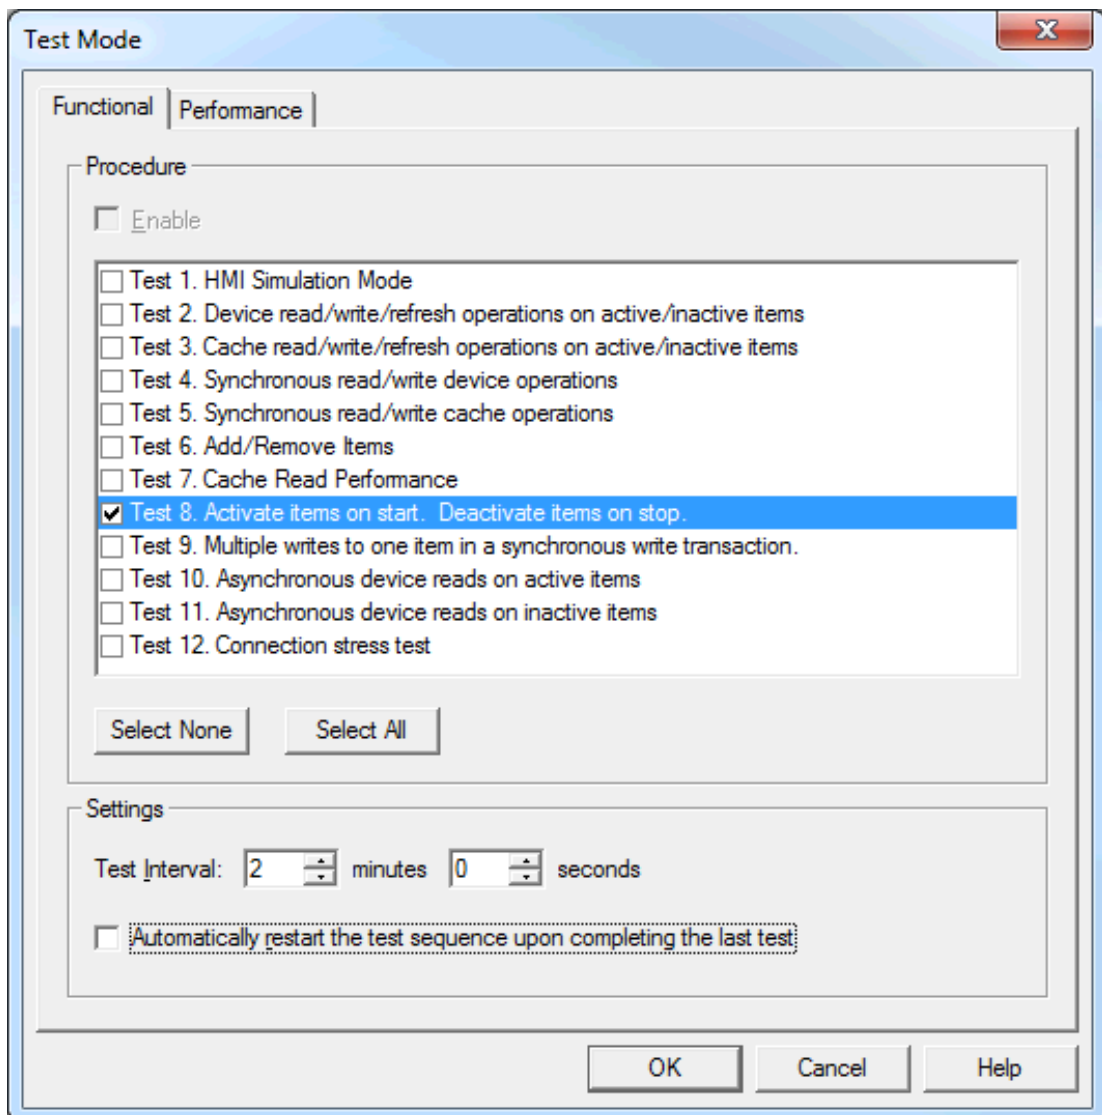 Test Mode
Functional Performance
Procedure
Enable
Test 1. HMI Simulation Mode
Test 2. Device read/write/refresh operations on active/inactive items
Test 3. Cache read/write/refresh operations on active/inactive items
Test 4. Synchronous read/write device operations
Test 5. Synchronous read/write cache operations
Test 6. Add/Remove Items
Test 7. Cache Read Performance
Test 8. Activate items on start.  Deactivate items on stop.
Test 9. Multiple writes to one item in a synchronous write transaction.
Test 10. Asynchronous device reads on active items
Test 11. Asynchronous device reads on inactive items
Test 12. Connection stress test
Select None Select All
Settings
Test Interval: 2 minutes 0 seconds
Automatically restart the test sequence upon completing the last test
OK Cancel Help